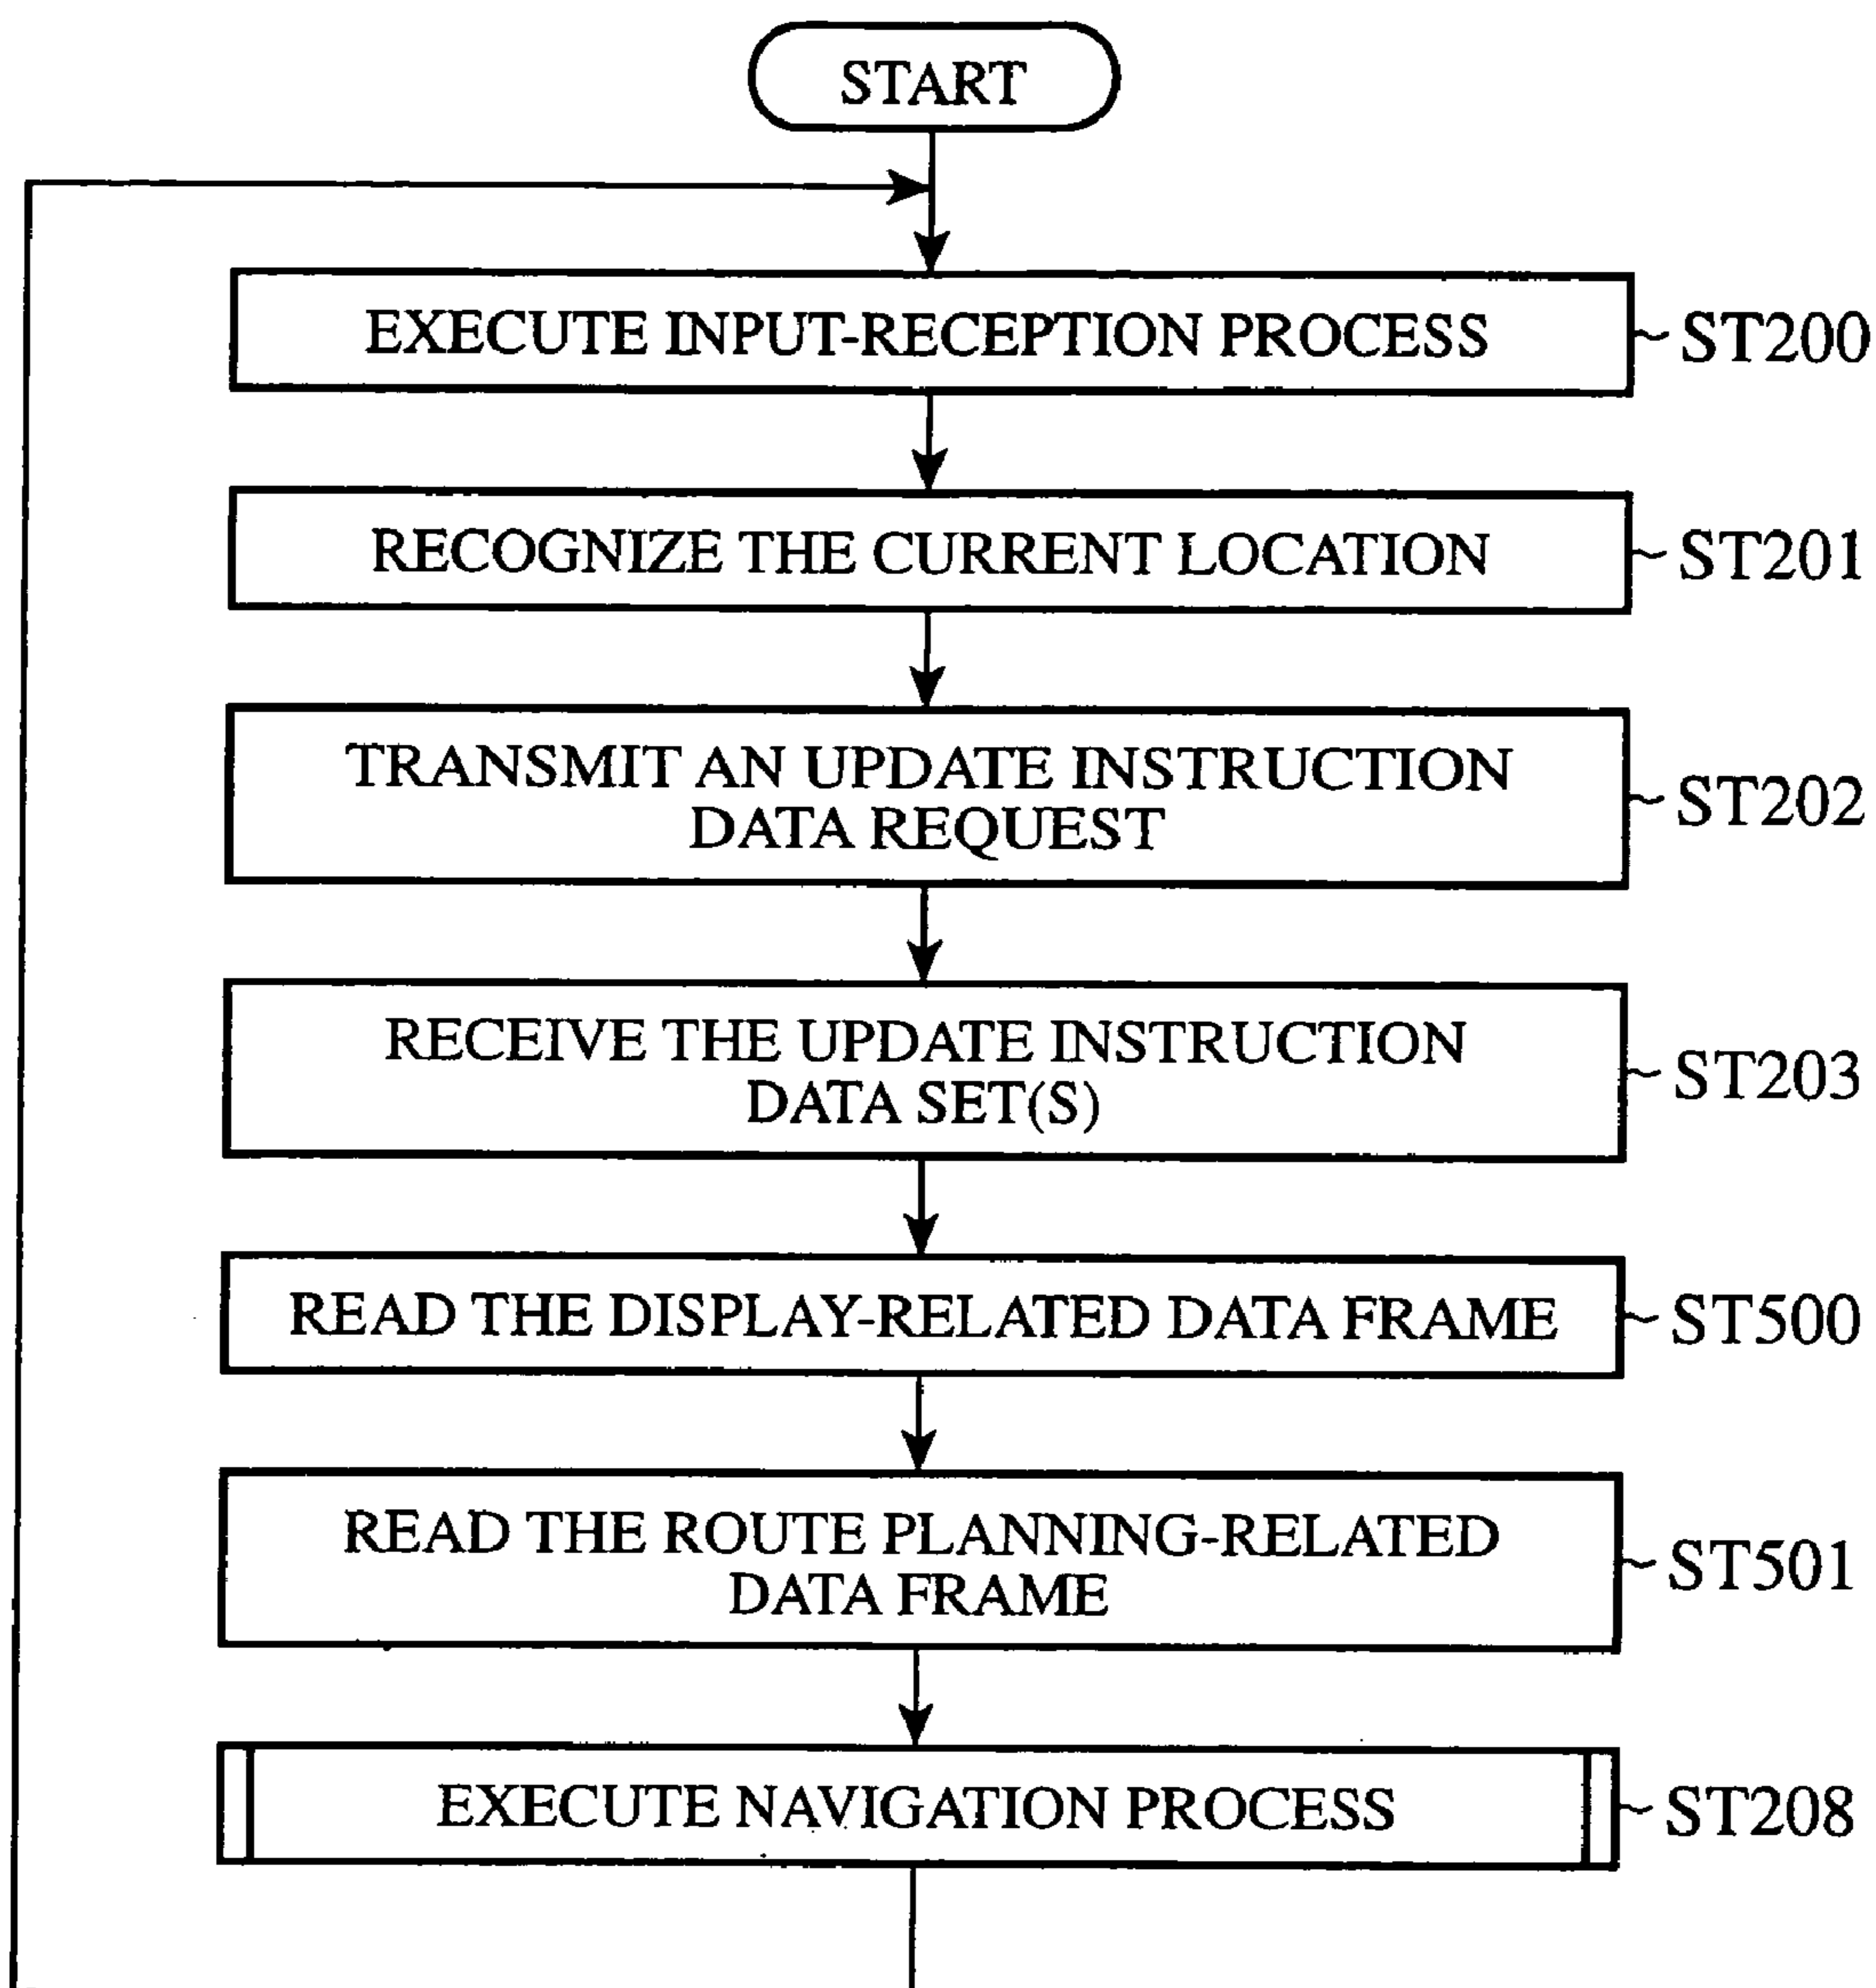 START
EXECUTE INPUT-RECEPTION PROCESS
ST200
RECOGNIZE THE CURRENT LOCATION
ST201
TRANSMIT AN UPDATE INSTRUCTION
DATA REQUEST
ST202
RECEIVE THE UPDATE INSTRUCTION
DATA SET(S)
ST203
READ THE DISPLAY-RELATED DATA FRAME
ST500
READ THE ROUTE PLANNING-RELATED
DATA FRAME
ST501
EXECUTE NAVIGATION PROCESS
ST208